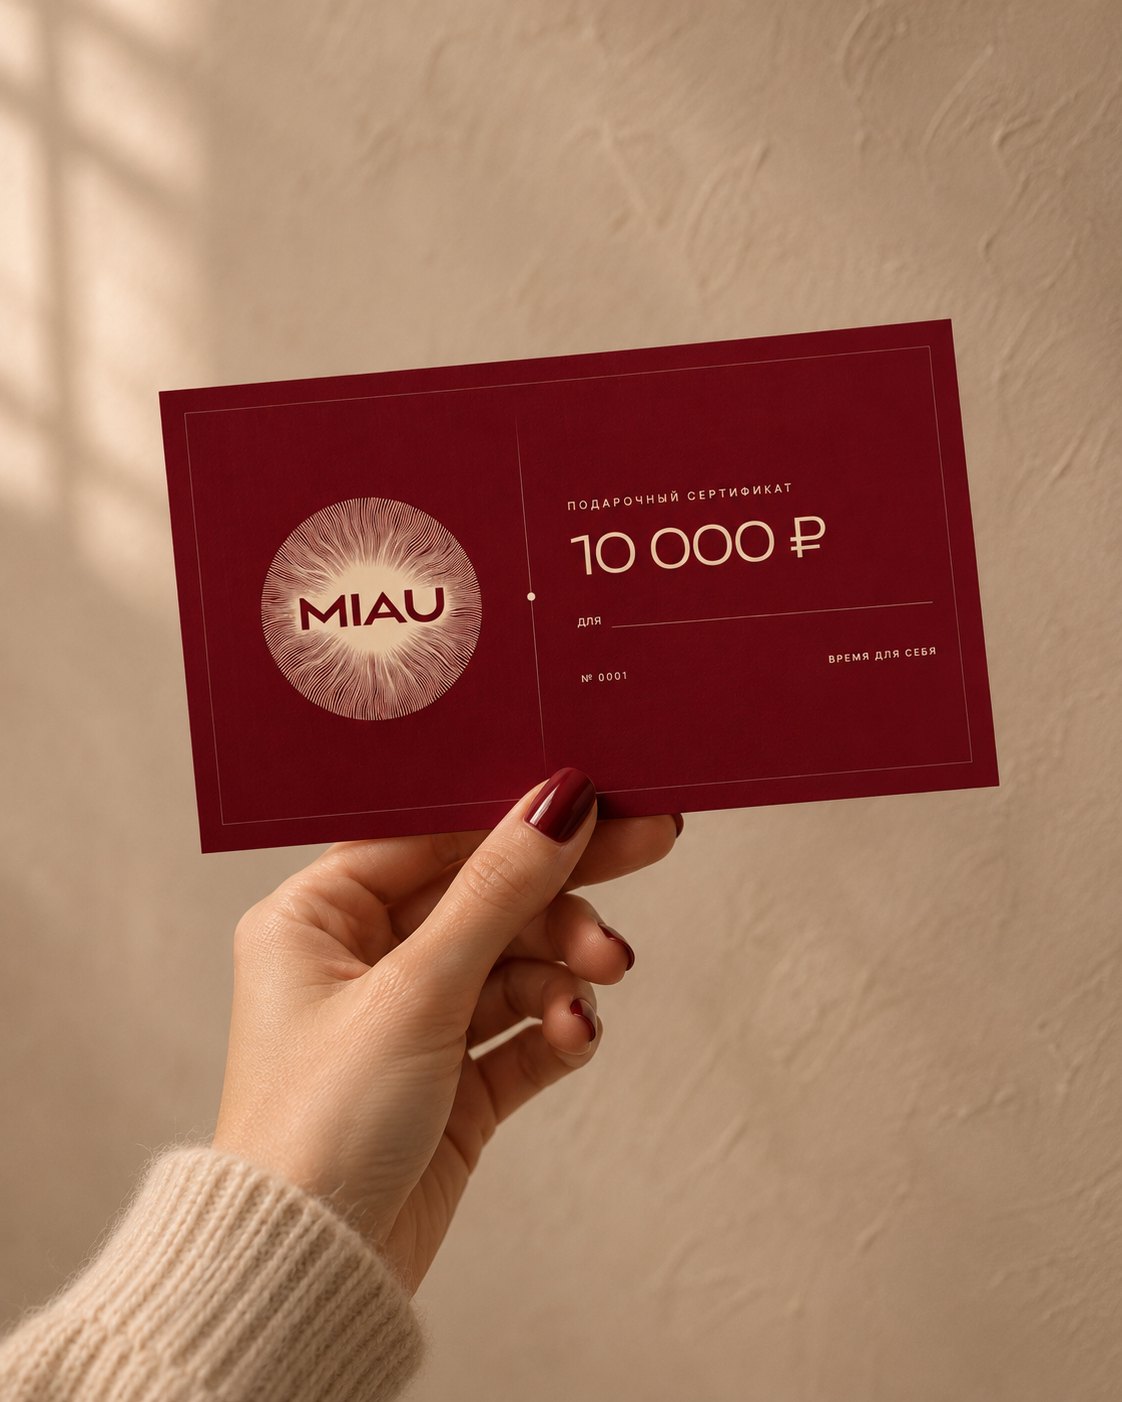 MIAU
ПОДАРОЧНЫЙ СЕРТИФИКАТ
10 000 ₽
ДЛЯ
№ 0001
ВРЕМЯ ДЛЯ СЕБЯ